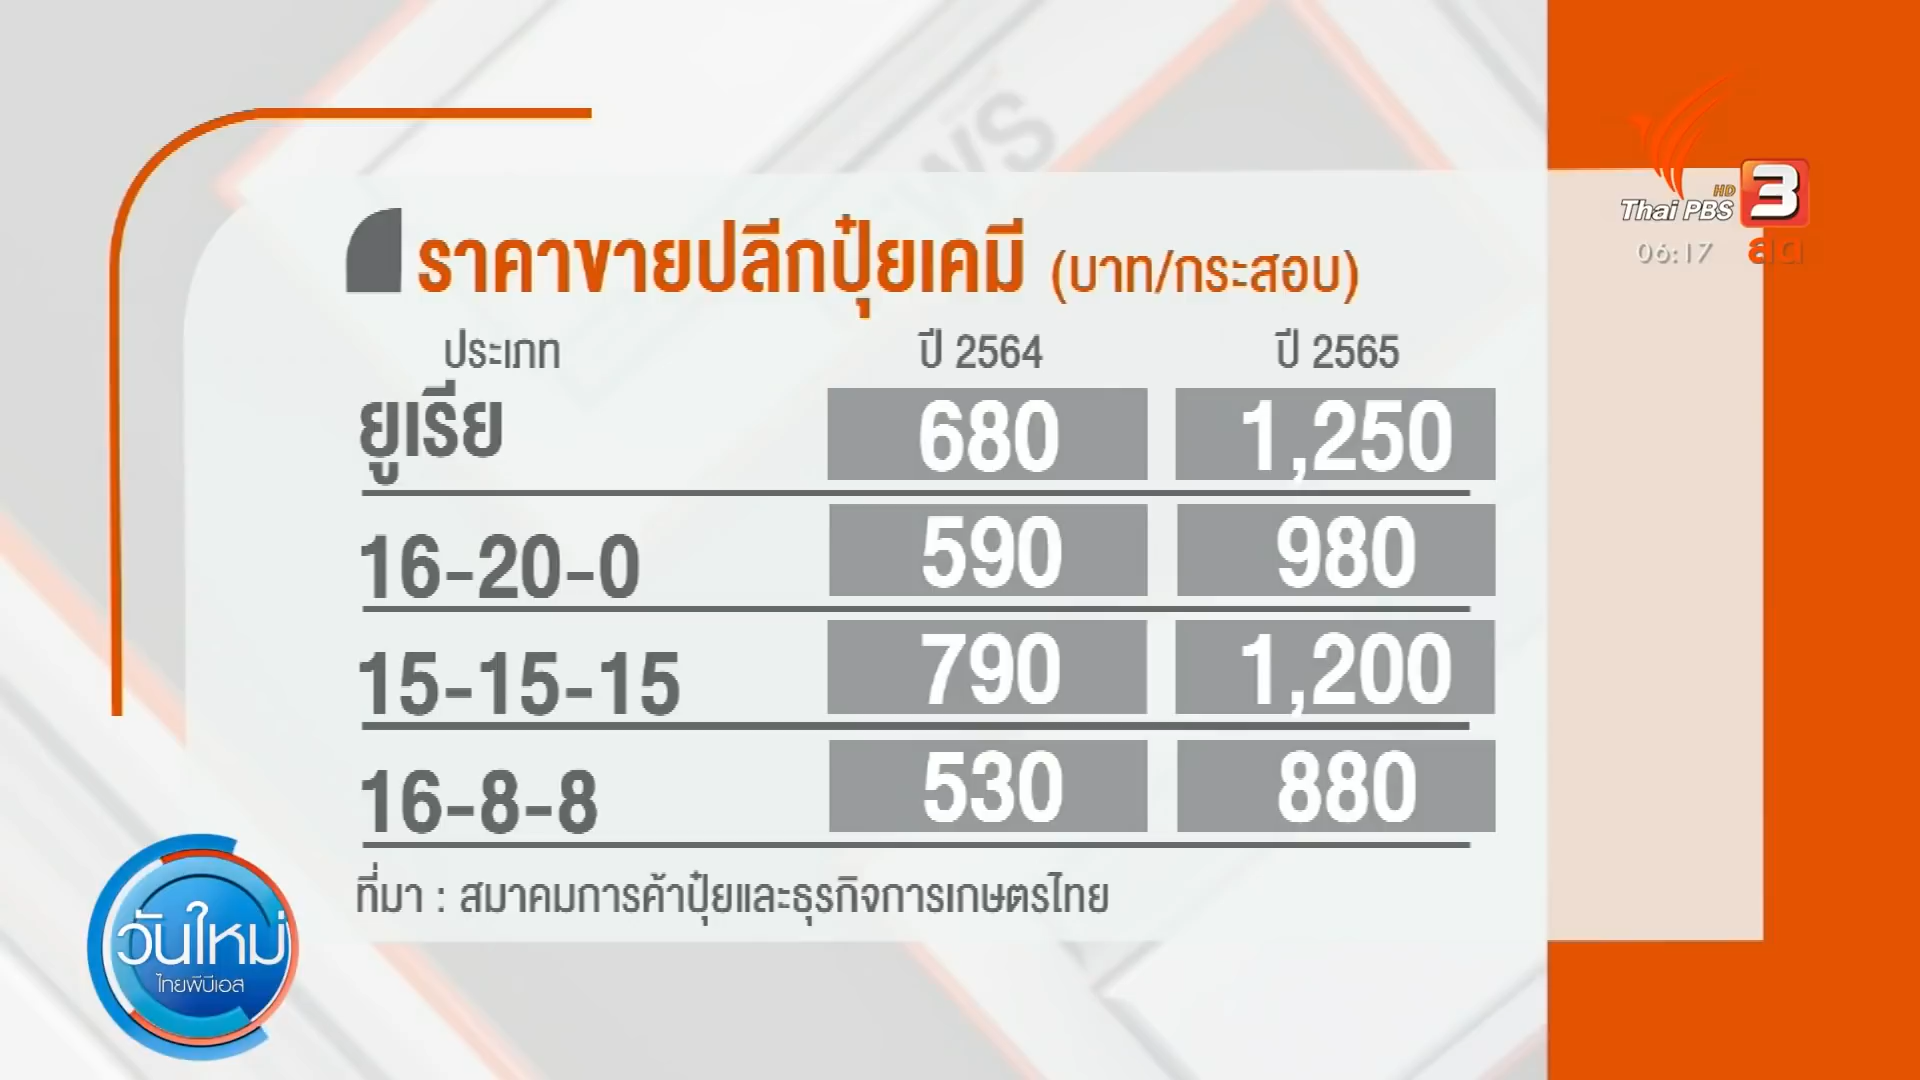 NEWS
HD
Thai PBS 3
06:17 สด
ราคาขายปลีกปุ๋ยเคมี (บาท/กระสอบ)
ประเภท ปี 2564 ปี 2565
ยูเรีย 680 1,250
16-20-0 590 980
15-15-15 790 1,200
16-8-8 530 880
ที่มา : สมาคมการค้าปุ๋ยและธุรกิจการเกษตรไทย
วันใหม่
ไทยพีบีเอส